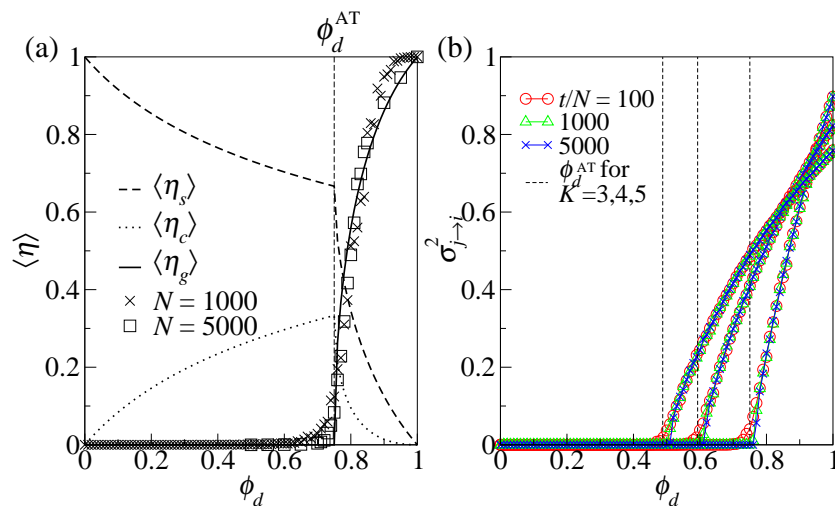 (a)
ϕ_d^AT
1
0.8
0.6
0.4
0.2
0
⟨η⟩
⟨η_s⟩
⟨η_c⟩
⟨η_g⟩
N = 1000
N = 5000
0 0.2 0.4 0.6 0.8 1
ϕ_d
(b)
1
0.8
0.6
0.4
0.2
0
σ²_{j→i}
t/N = 100
1000
5000
ϕ_d^AT for
K =3,4,5
0 0.2 0.4 0.6 0.8 1
ϕ_d